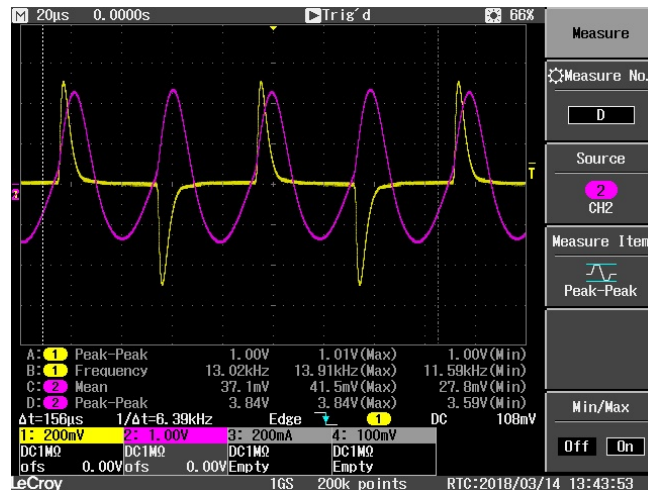 M 20µs 0.0000s Trig´d 66%
Measure
Measure No.
D
Source
2
CH2
Measure Item
Peak-Peak
T
A: 1 Peak-Peak 1.00V 1.01V(Max) 1.00V(Min)
B: 1 Frequency 13.02kHz 13.91kHz(Max) 11.59kHz(Min)
C: 2 Mean 37.1mV 41.5mV(Max) 27.8mV(Min)
D: 2 Peak-Peak 3.84V 3.84V(Max) 3.59V(Min)
Δt=156µs 1/Δt=6.39kHz Edge 1 DC 108mV
1: 200mV 2: 1.00V 3: 200mA 4: 100mV
DC1MΩ DC1MΩ DC1MΩ DC1MΩ
ofs 0.00V ofs 0.00V Empty Empty
Min/Max
Off On
LeCroy 1GS 200k points RTC:2018/03/14 13:43:53